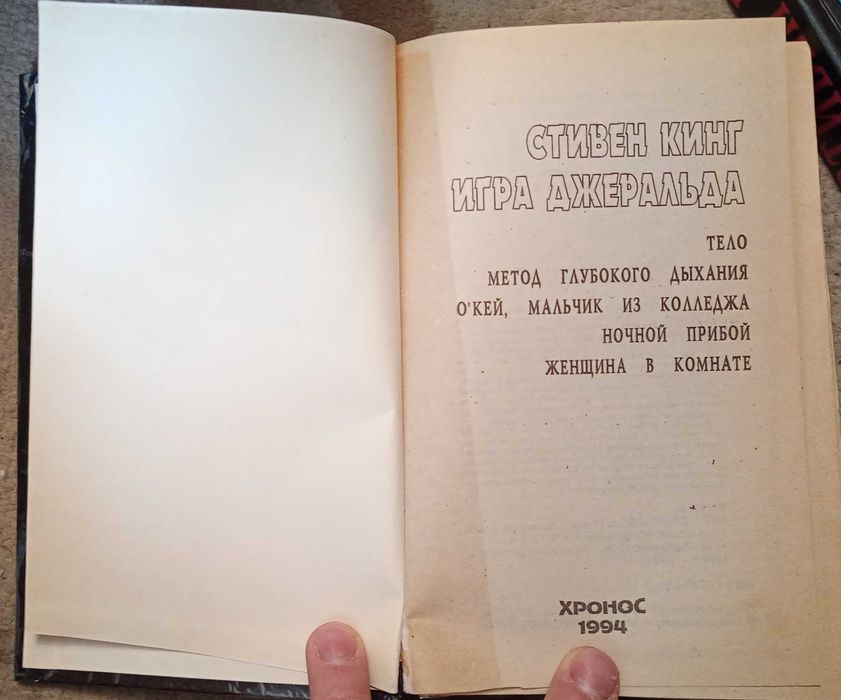 СТИВЕН КИНГ
ИГРА ДЖЕРАЛЬДА
ТЕЛО
МЕТОД ГЛУБОКОГО ДЫХАНИЯ
О'КЕЙ, МАЛЬЧИК ИЗ КОЛЛЕДЖА
НОЧНОЙ ПРИБОЙ
ЖЕНЩИНА В КОМНАТЕ
ХРОНОС
1994